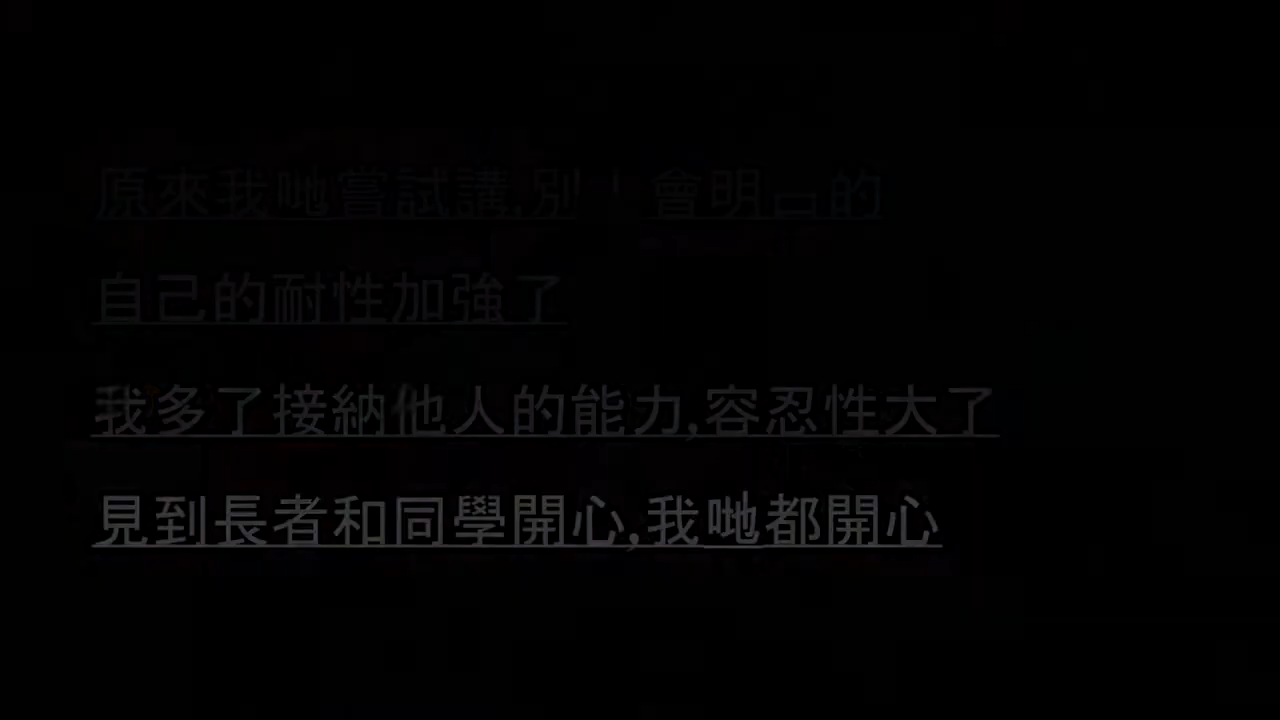 原來我哋嘗試講,別人會明白的
自己的耐性加強了
我多了接納他人的能力,容忍性大了
見到長者和同學開心,我哋都開心